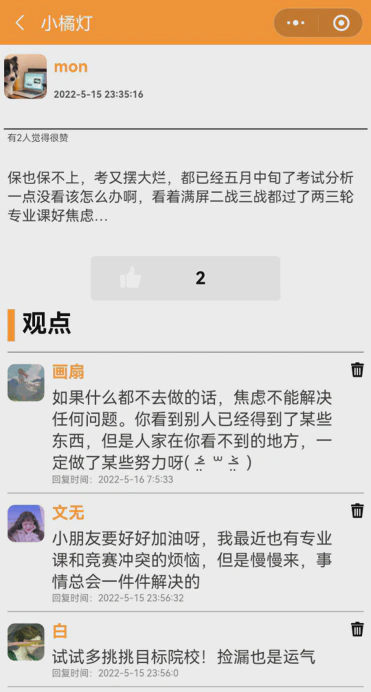 小橘灯
mon
2022-5-15 23:35:16
有2人觉得很赞
保也保不上，考又摆大烂，都已经五月中旬了考试分析
一点没看该怎么办啊，看着满屏二战三战都过了两三轮
专业课好焦虑…
2
观点
画扇
如果什么都不去做的话，焦虑不能解决
任何问题。你看到别人已经得到了某些
东西，但是人家在你看不到的地方，一
定做了某些努力呀(ㆆᴗㆆ)
回复时间：2022-5-16 7:5:33
文无
小朋友要好好加油呀，我最近也有专业
课和竞赛冲突的烦恼，但是慢慢来，事
情总会一件件解决的
回复时间：2022-5-15 23:56:32
白
试试多挑挑目标院校！捡漏也是运气
回复时间：2022-5-15 23:56:0